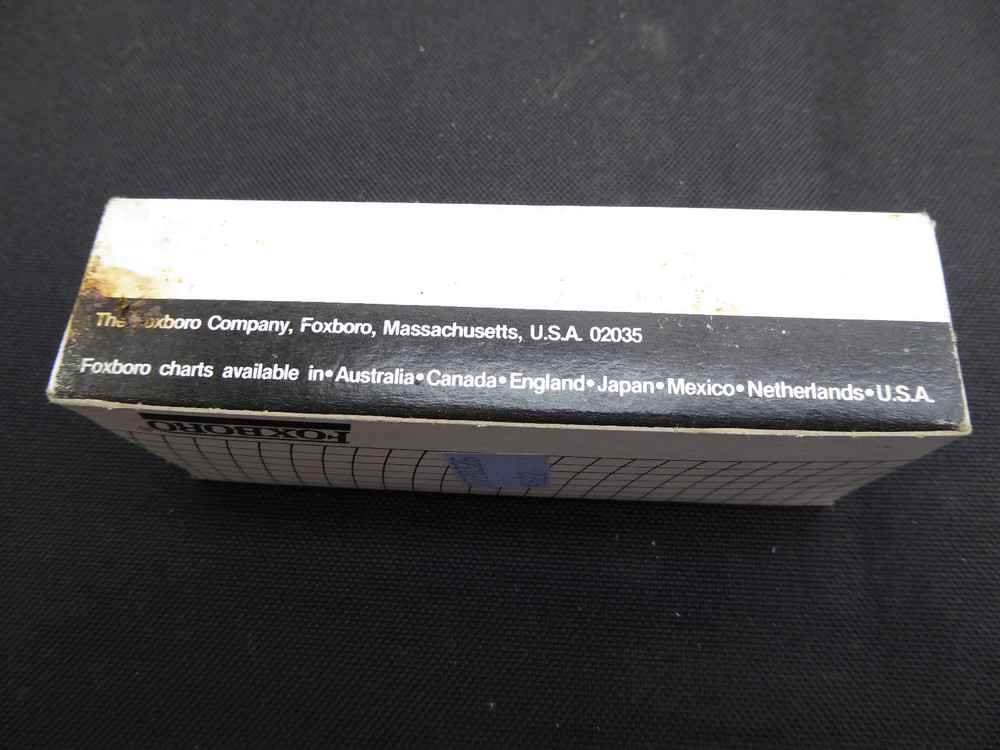 The Foxboro Company, Foxboro, Massachusetts, U.S.A. 02035
Foxboro charts available in•Australia•Canada•England•Japan•Mexico•Netherlands•U.S.A.
FOXBORO